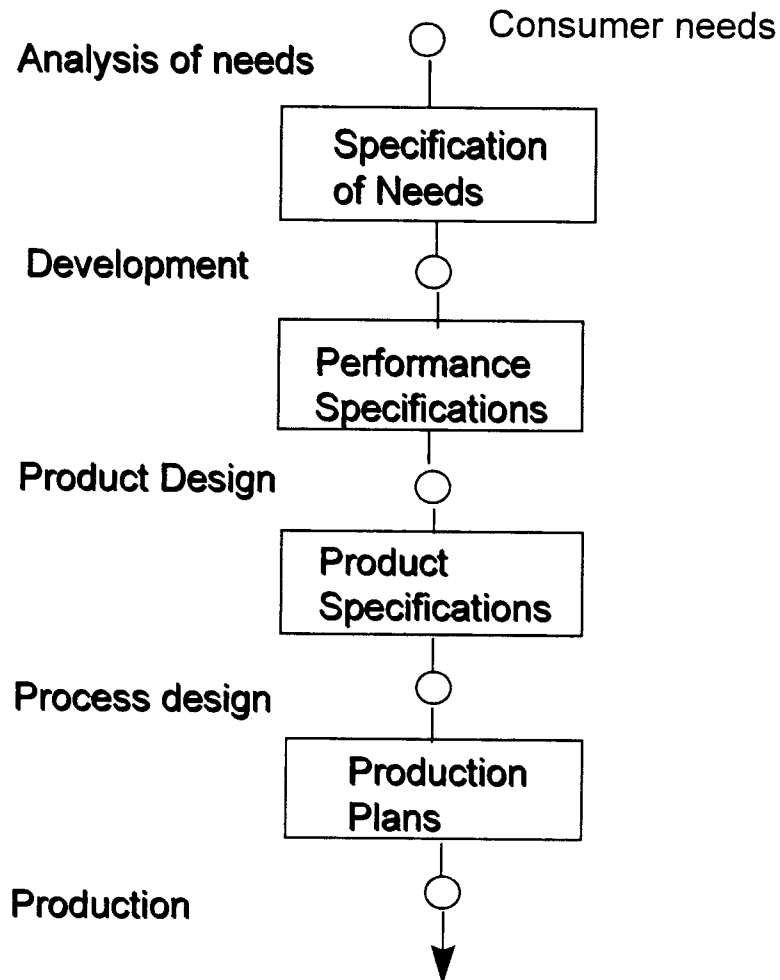 Consumer needs
Analysis of needs
Specification
of Needs
Development
Performance
Specifications
Product Design
Product
Specifications
Process design
Production
Plans
Production